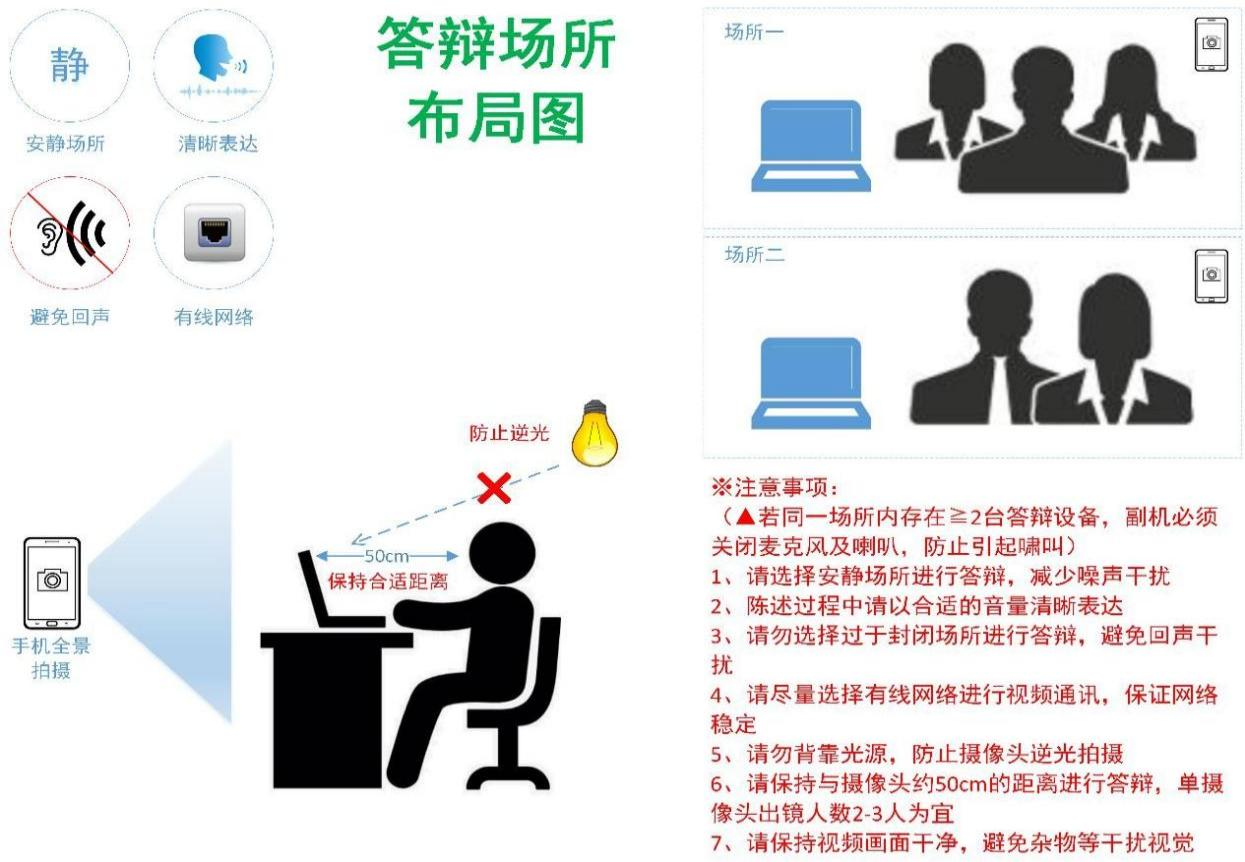 答辩场所
布局图
静
安静场所
清晰表达
避免回声
有线网络
防止逆光
50cm
保持合适距离
手机全景
拍摄
场所一
场所二
※注意事项：
（▲若同一场所内存在≧2台答辩设备，副机必须
关闭麦克风及喇叭，防止引起啸叫）
1、请选择安静场所进行答辩，减少噪声干扰
2、陈述过程中请以合适的音量清晰表达
3、请勿选择过于封闭场所进行答辩，避免回声干
扰
4、请尽量选择有线网络进行视频通讯，保证网络
稳定
5、请勿背靠光源，防止摄像头逆光拍摄
6、请保持与摄像头约50cm的距离进行答辩，单摄
像头出镜人数2-3人为宜
7、请保持视频画面干净，避免杂物等干扰视觉